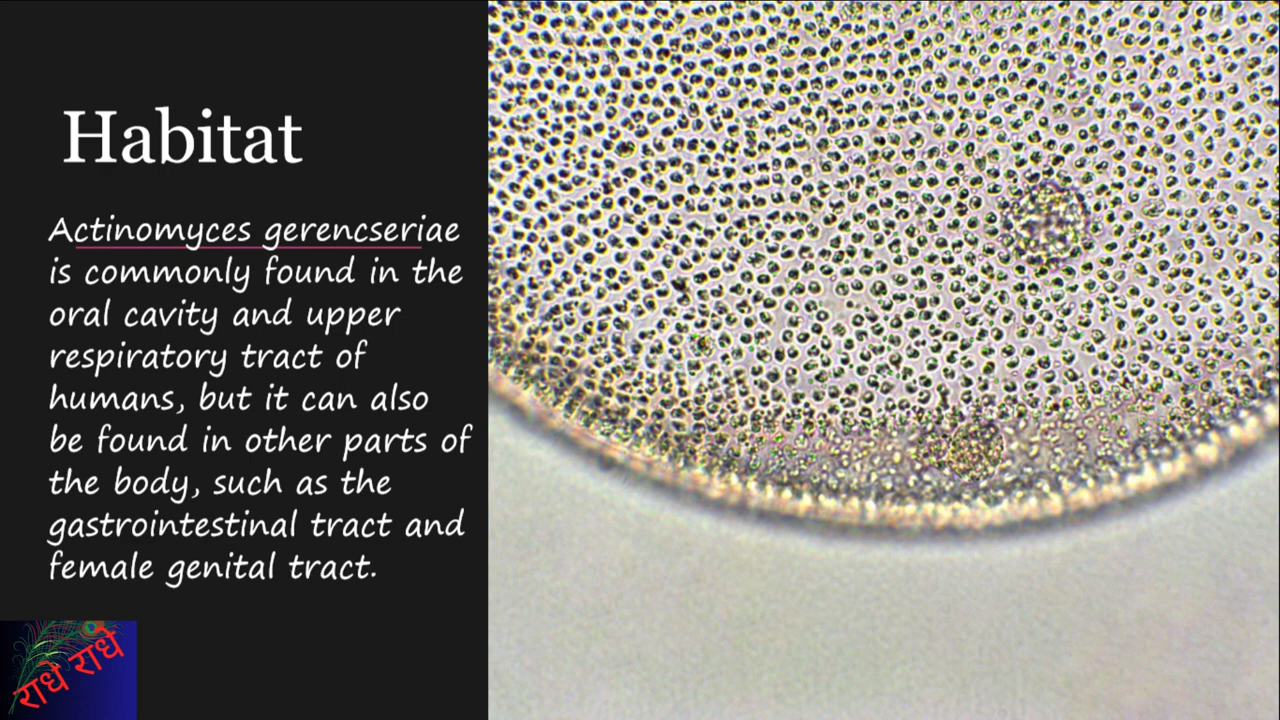 Habitat
Actinomyces gerencseriae
is commonly found in the
oral cavity and upper
respiratory tract of
humans, but it can also
be found in other parts of
the body, such as the
gastrointestinal tract and
female genital tract.
राधे राधे